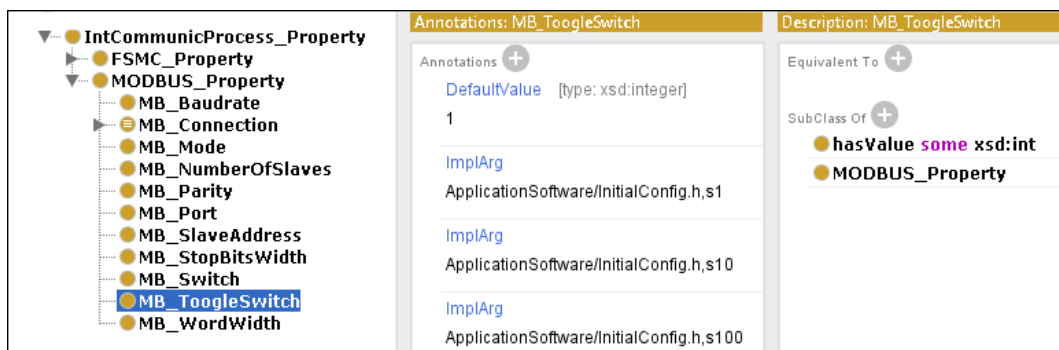 IntCommunicProcess_Property
FSMC_Property
MODBUS_Property
MB_Baudrate
MB_Connection
MB_Mode
MB_NumberOfSlaves
MB_Parity
MB_Port
MB_SlaveAddress
MB_StopBitsWidth
MB_Switch
MB_ToogleSwitch
MB_WordWidth
Annotations: MB_ToogleSwitch
Annotations
DefaultValue [type: xsd:integer]
1
ImplArg
ApplicationSoftware/InitialConfig.h,s1
ImplArg
ApplicationSoftware/InitialConfig.h,s10
ImplArg
ApplicationSoftware/InitialConfig.h,s100
Description: MB_ToogleSwitch
Equivalent To
SubClass Of
hasValue some xsd:int
MODBUS_Property